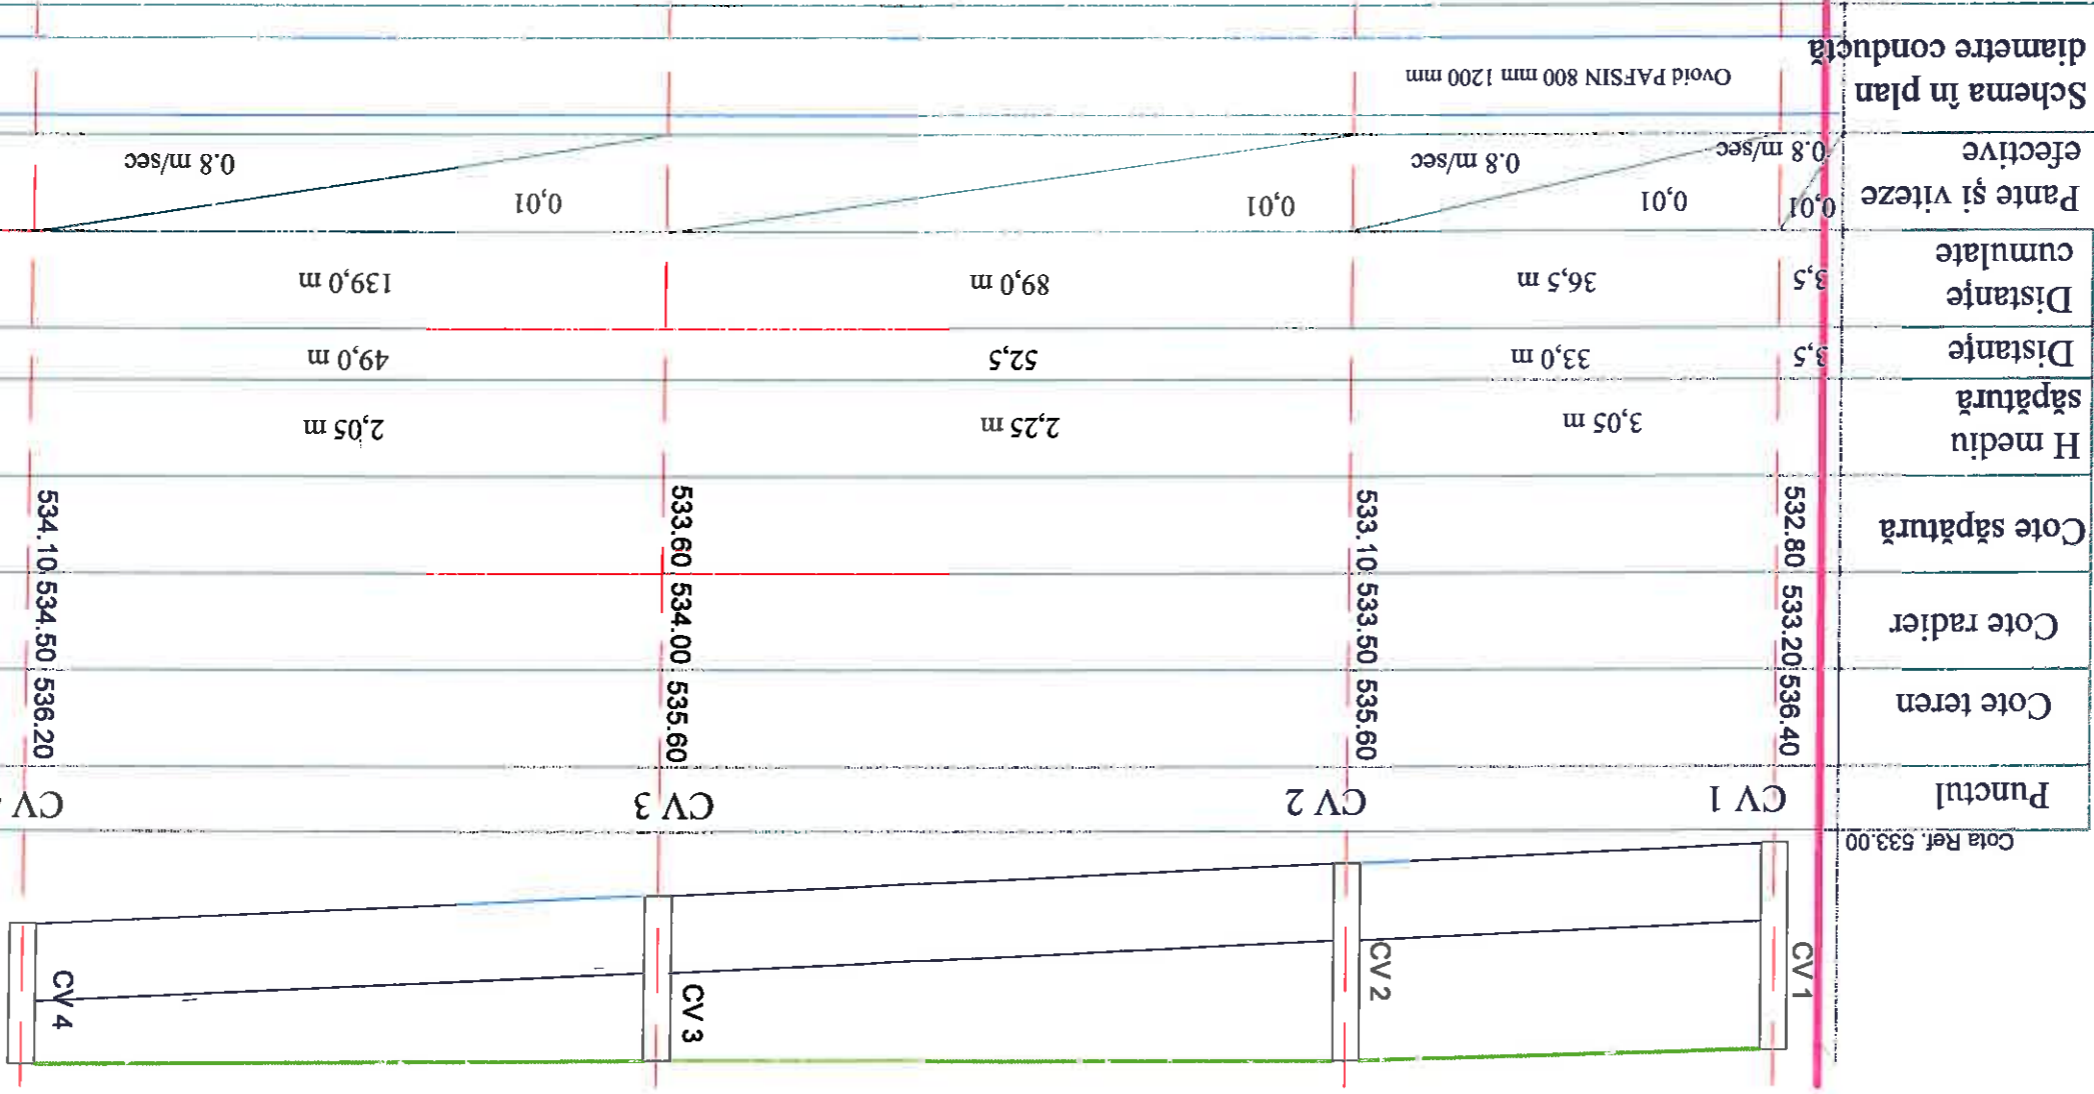 CV 1
CV 2
CV 3
CV 4
Cota Ref. 533.00
Punctul CV 1 CV 2 CV 3 CV
Cote teren 536.40 535.60 535.60 536.20
Cote radier 533.20 533.50 534.00 534.50
Cote săpătură 532.80 533.10 533.60 534.10
H mediu
săpătură
3,05 m 2,25 m 2,05 m
Distanțe 3,5 33,0 m 52,5 49,0 m
Distanțe
cumulate
3,5 36,5 m 89,0 m 139,0 m
Pante și viteze
efective
0,01 0,01 0,01 0,01
0.8 m/sec 0.8 m/sec 0.8 m/sec
Schema în plan
diametre conductă
Ovoid PAFSIN 800 mm 1200 mm